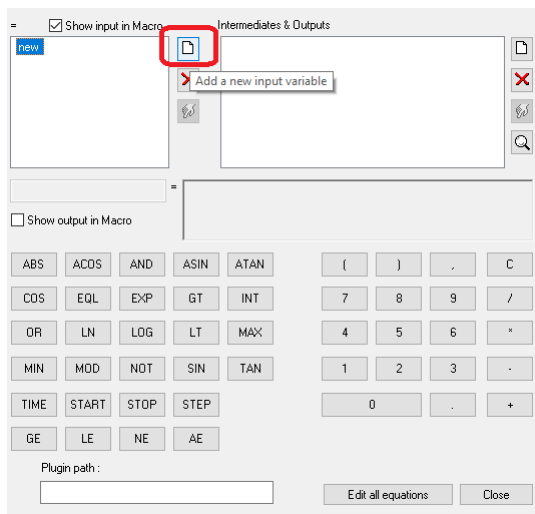 = Show input in Macro Intermediates & Outputs
new
Add a new input variable
=
Show output in Macro
ABS ACOS AND ASIN ATAN ( ) , C
COS EQL EXP GT INT 7 8 9 /
OR LN LOG LT MAX 4 5 6 *
MIN MOD NOT SIN TAN 1 2 3 -
TIME START STOP STEP 0 . +
GE LE NE AE
Plugin path :
Edit all equations Close